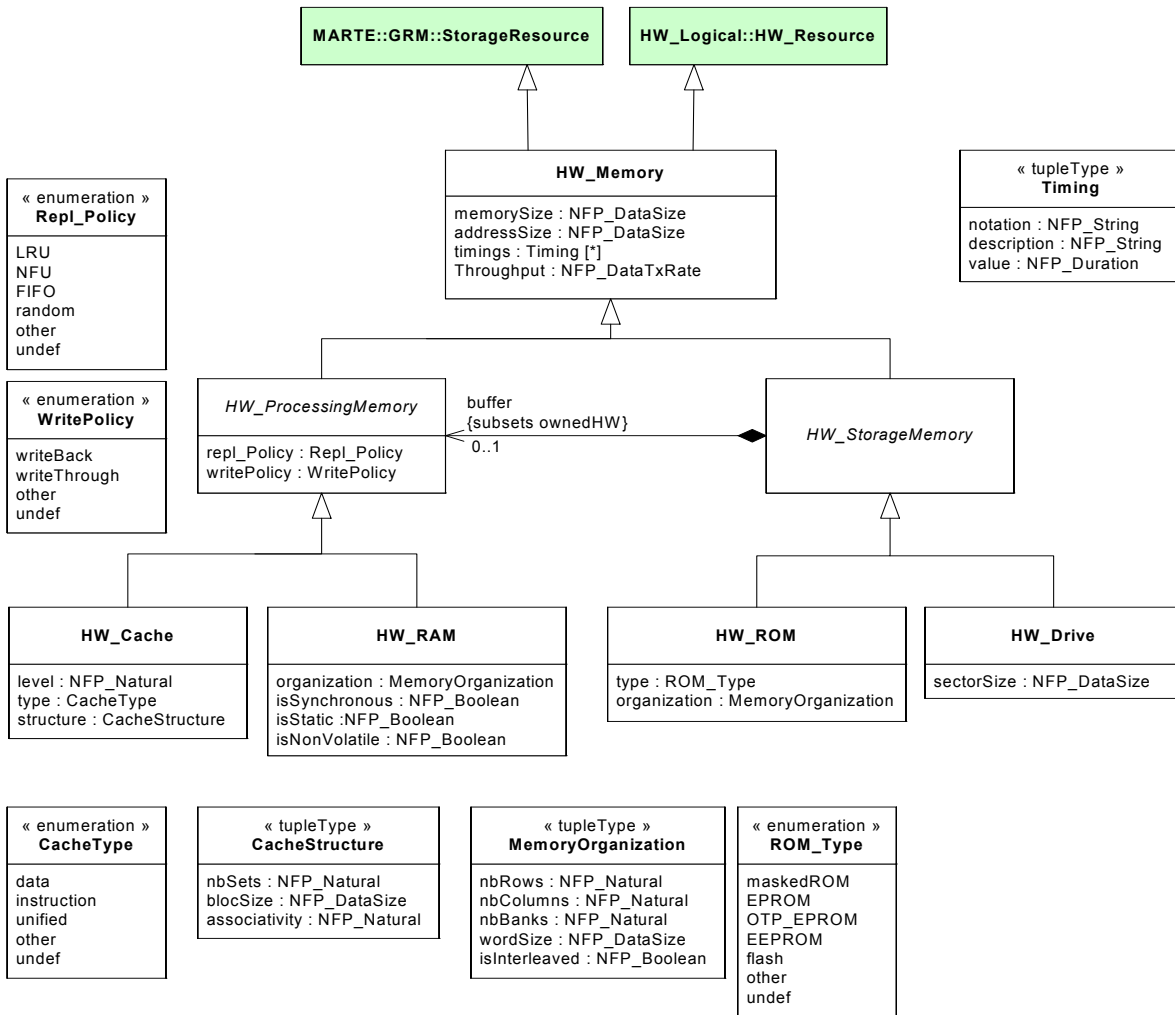 MARTE::GRM::StorageResource
HW_Logical::HW_Resource
HW_Memory
memorySize : NFP_DataSize
addressSize : NFP_DataSize
timings : Timing [*]
Throughput : NFP_DataTxRate
« tupleType »
Timing
notation : NFP_String
description : NFP_String
value : NFP_Duration
« enumeration »
Repl_Policy
LRU
NFU
FIFO
random
other
undef
« enumeration »
WritePolicy
writeBack
writeThrough
other
undef
HW_ProcessingMemory
repl_Policy : Repl_Policy
writePolicy : WritePolicy
buffer
{subsets ownedHW}
0..1
HW_StorageMemory
HW_Cache
level : NFP_Natural
type : CacheType
structure : CacheStructure
HW_RAM
organization : MemoryOrganization
isSynchronous : NFP_Boolean
isStatic :NFP_Boolean
isNonVolatile : NFP_Boolean
HW_ROM
type : ROM_Type
organization : MemoryOrganization
HW_Drive
sectorSize : NFP_DataSize
« enumeration »
CacheType
data
instruction
unified
other
undef
« tupleType »
CacheStructure
nbSets : NFP_Natural
blocSize : NFP_DataSize
associativity : NFP_Natural
« tupleType »
MemoryOrganization
nbRows : NFP_Natural
nbColumns : NFP_Natural
nbBanks : NFP_Natural
wordSize : NFP_DataSize
isInterleaved : NFP_Boolean
« enumeration »
ROM_Type
maskedROM
EPROM
OTP_EPROM
EEPROM
flash
other
undef